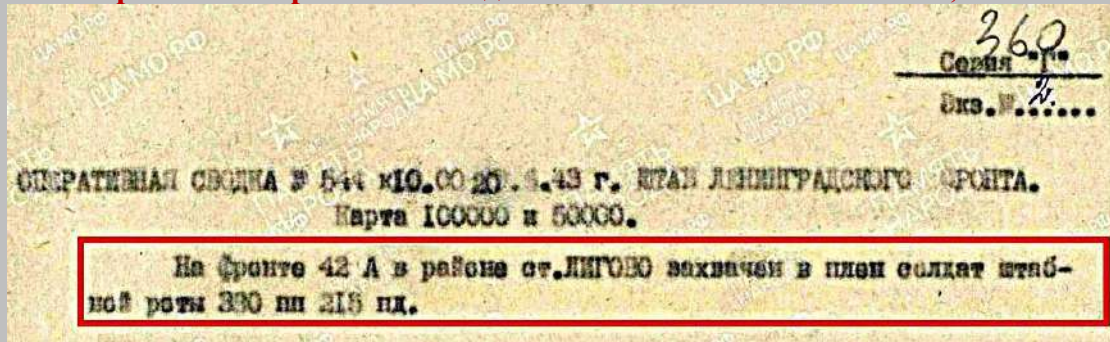 360
Серия "Г"
Экз.№ 2.......
ОПЕРАТИВНАЯ СВОДКА № 544 к 10.00 20 .6.43 г. ШТАБ ЛЕНИНГРАДСКОГО ФРОНТА.
Карта 100000 и 50000.
На фронте 42 А в районе ст.ЛИГОВО захвачен в плен солдат штаб-
ной роты 390 пп 215 пд.